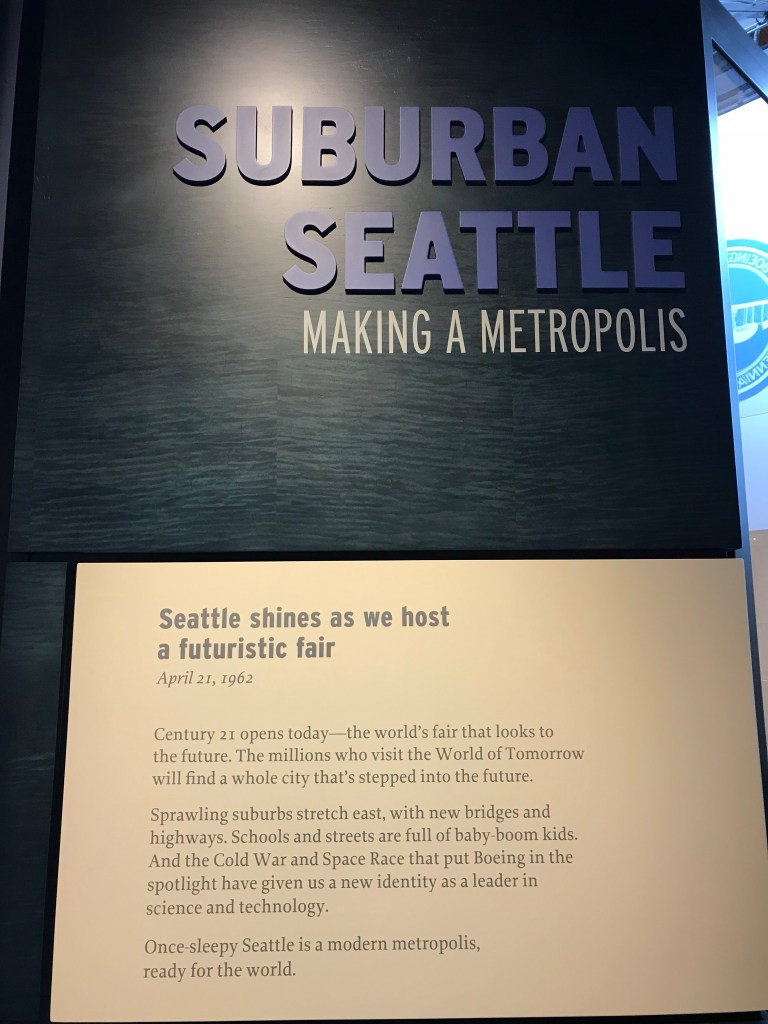 SUBURBAN
SEATTLE
MAKING A METROPOLIS
Seattle shines as we host
a futuristic fair
April 21, 1962
Century 21 opens today—the world's fair that looks to
the future. The millions who visit the World of Tomorrow
will find a whole city that's stepped into the future.
Sprawling suburbs stretch east, with new bridges and
highways. Schools and streets are full of baby-boom kids.
And the Cold War and Space Race that put Boeing in the
spotlight have given us a new identity as a leader in
science and technology.
Once-sleepy Seattle is a modern metropolis,
ready for the world.